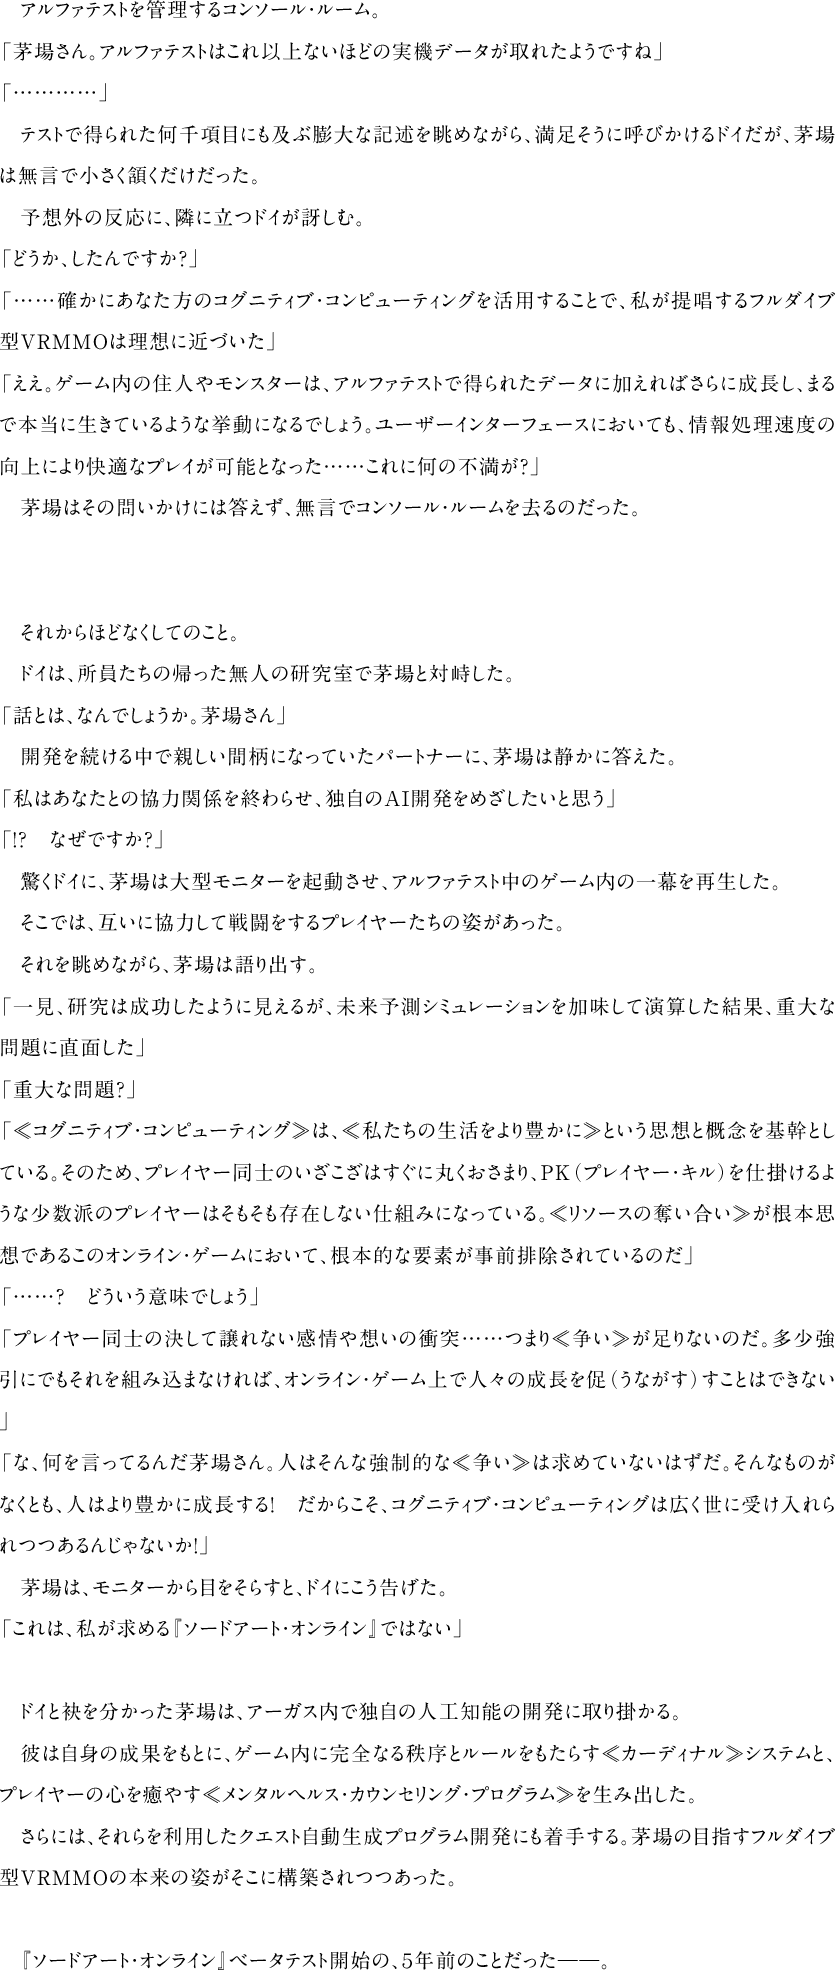 アルファテストを管理するコンソール・ルーム。
「茅場さん。アルファテストはこれ以上ないほどの実機データが取れたようですね」
「…………」
　テストで得られた何千項目にも及ぶ膨大な記述を眺めながら、満足そうに呼びかけるドイだが、茅場
は無言で小さく頷くだけだった。
　予想外の反応に、隣に立つドイが訝しむ。
「どうか、したんですか?」
「……確かにあなた方のコグニティブ・コンピューティングを活用することで、私が提唱するフルダイブ
型VRMMOは理想に近づいた」
「ええ。ゲーム内の住人やモンスターは、アルファテストで得られたデータに加えればさらに成長し、まる
で本当に生きているような挙動になるでしょう。ユーザーインターフェースにおいても、情報処理速度の
向上により快適なプレイが可能となった……これに何の不満が?」
　茅場はその問いかけには答えず、無言でコンソール・ルームを去るのだった。
　それからほどなくしてのこと。
　ドイは、所員たちの帰った無人の研究室で茅場と対峙した。
「話とは、なんでしょうか。茅場さん」
　開発を続ける中で親しい間柄になっていたパートナーに、茅場は静かに答えた。
「私はあなたとの協力関係を終わらせ、独自のAI開発をめざしたいと思う」
「!?　なぜですか?」
　驚くドイに、茅場は大型モニターを起動させ、アルファテスト中のゲーム内の一幕を再生した。
　そこでは、互いに協力して戦闘をするプレイヤーたちの姿があった。
　それを眺めながら、茅場は語り出す。
「一見、研究は成功したように見えるが、未来予測シミュレーションを加味して演算した結果、重大な
問題に直面した」
「重大な問題?」
「≪コグニティブ・コンピューティング≫は、≪私たちの生活をより豊かに≫という思想と概念を基幹とし
ている。そのため、プレイヤー同士のいざこざはすぐに丸くおさまり、PK（プレイヤー・キル）を仕掛けるよ
うな少数派のプレイヤーはそもそも存在しない仕組みになっている。≪リソースの奪い合い≫が根本思
想であるこのオンライン・ゲームにおいて、根本的な要素が事前排除されているのだ」
「……?　どういう意味でしょう」
「プレイヤー同士の決して譲れない感情や想いの衝突……つまり≪争い≫が足りないのだ。多少強
引にでもそれを組み込まなければ、オンライン・ゲーム上で人々の成長を促（うながす）すことはできない
」
「な、何を言ってるんだ茅場さん。人はそんな強制的な≪争い≫は求めていないはずだ。そんなものが
なくとも、人はより豊かに成長する!　だからこそ、コグニティブ・コンピューティングは広く世に受け入れら
れつつあるんじゃないか!」
　茅場は、モニターから目をそらすと、ドイにこう告げた。
「これは、私が求める『ソードアート・オンライン』ではない」
　ドイと袂を分かった茅場は、アーガス内で独自の人工知能の開発に取り掛かる。
　彼は自身の成果をもとに、ゲーム内に完全なる秩序とルールをもたらす≪カーディナル≫システムと、
プレイヤーの心を癒やす≪メンタルヘルス・カウンセリング・プログラム≫を生み出した。
　さらには、それらを利用したクエスト自動生成プログラム開発にも着手する。茅場の目指すフルダイブ
型VRMMOの本来の姿がそこに構築されつつあった。
　『ソードアート・オンライン』ベータテスト開始の、5年前のことだった――。